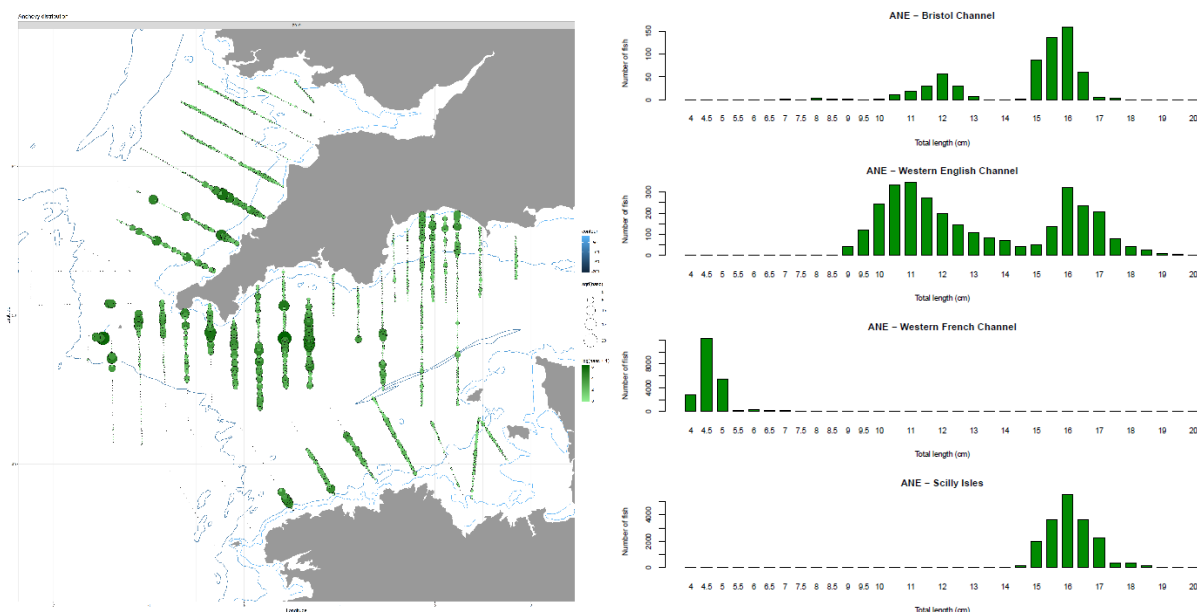 Anchovy distribution
ANE − Bristol Channel
Number of fish
0 50 100 150
4 4.5 5 5.5 6 6.5 7 7.5 8 8.5 9 9.5 10 11 12 13 14 15 16 17 18 19 20
Total length (cm)
ANE − Western English Channel
Number of fish
0 50 100 200 300
4 4.5 5 5.5 6 6.5 7 7.5 8 8.5 9 9.5 10 11 12 13 14 15 16 17 18 19 20
Total length (cm)
ANE − Western French Channel
Number of fish
0 4000 8000
4 4.5 5 5.5 6 6.5 7 7.5 8 8.5 9 9.5 10 11 12 13 14 15 16 17 18 19 20
Total length (cm)
ANE − Scilly Isles
Number of fish
0 2000 4000
4 4.5 5 5.5 6 6.5 7 7.5 8 8.5 9 9.5 10 11 12 13 14 15 16 17 18 19 20
Total length (cm)